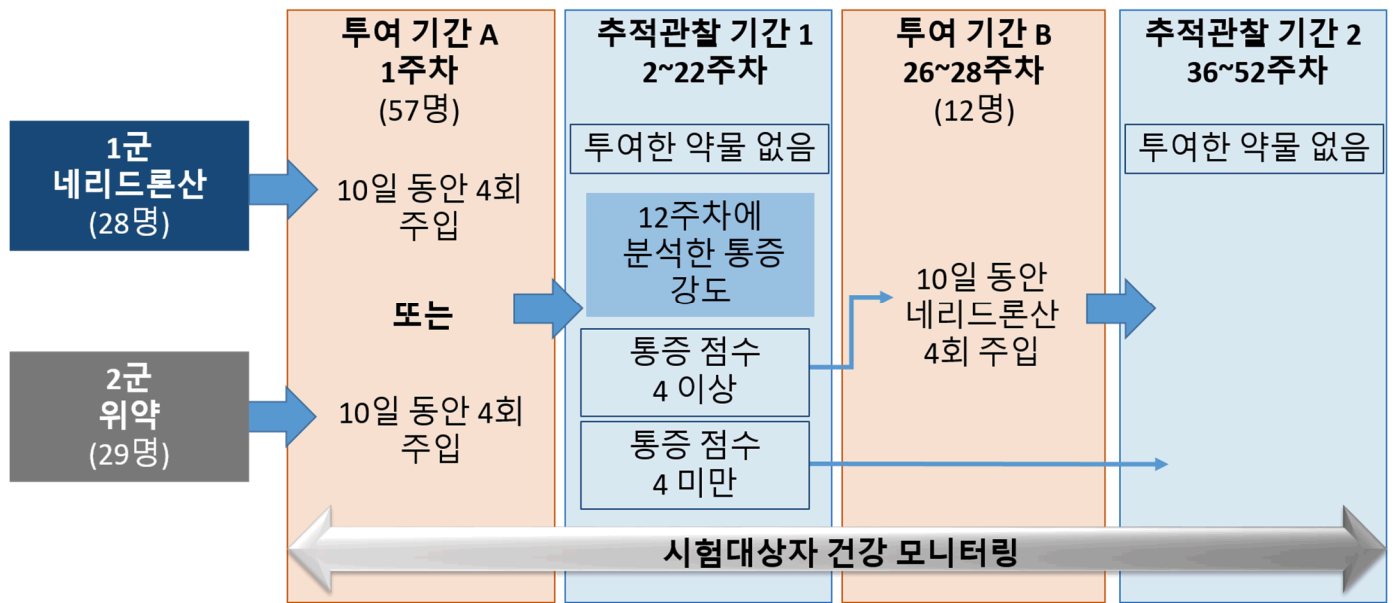 1군
네리드론산
(28명)
2군
위약
(29명)
투여 기간 A
1주차
(57명)
10일 동안 4회
주입
또는
10일 동안 4회
주입
추적관찰 기간 1
2~22주차
투여한 약물 없음
12주차에
분석한 통증
강도
통증 점수
4 이상
통증 점수
4 미만
투여 기간 B
26~28주차
(12명)
10일 동안
네리드론산
4회 주입
추적관찰 기간 2
36~52주차
투여한 약물 없음
시험대상자 건강 모니터링